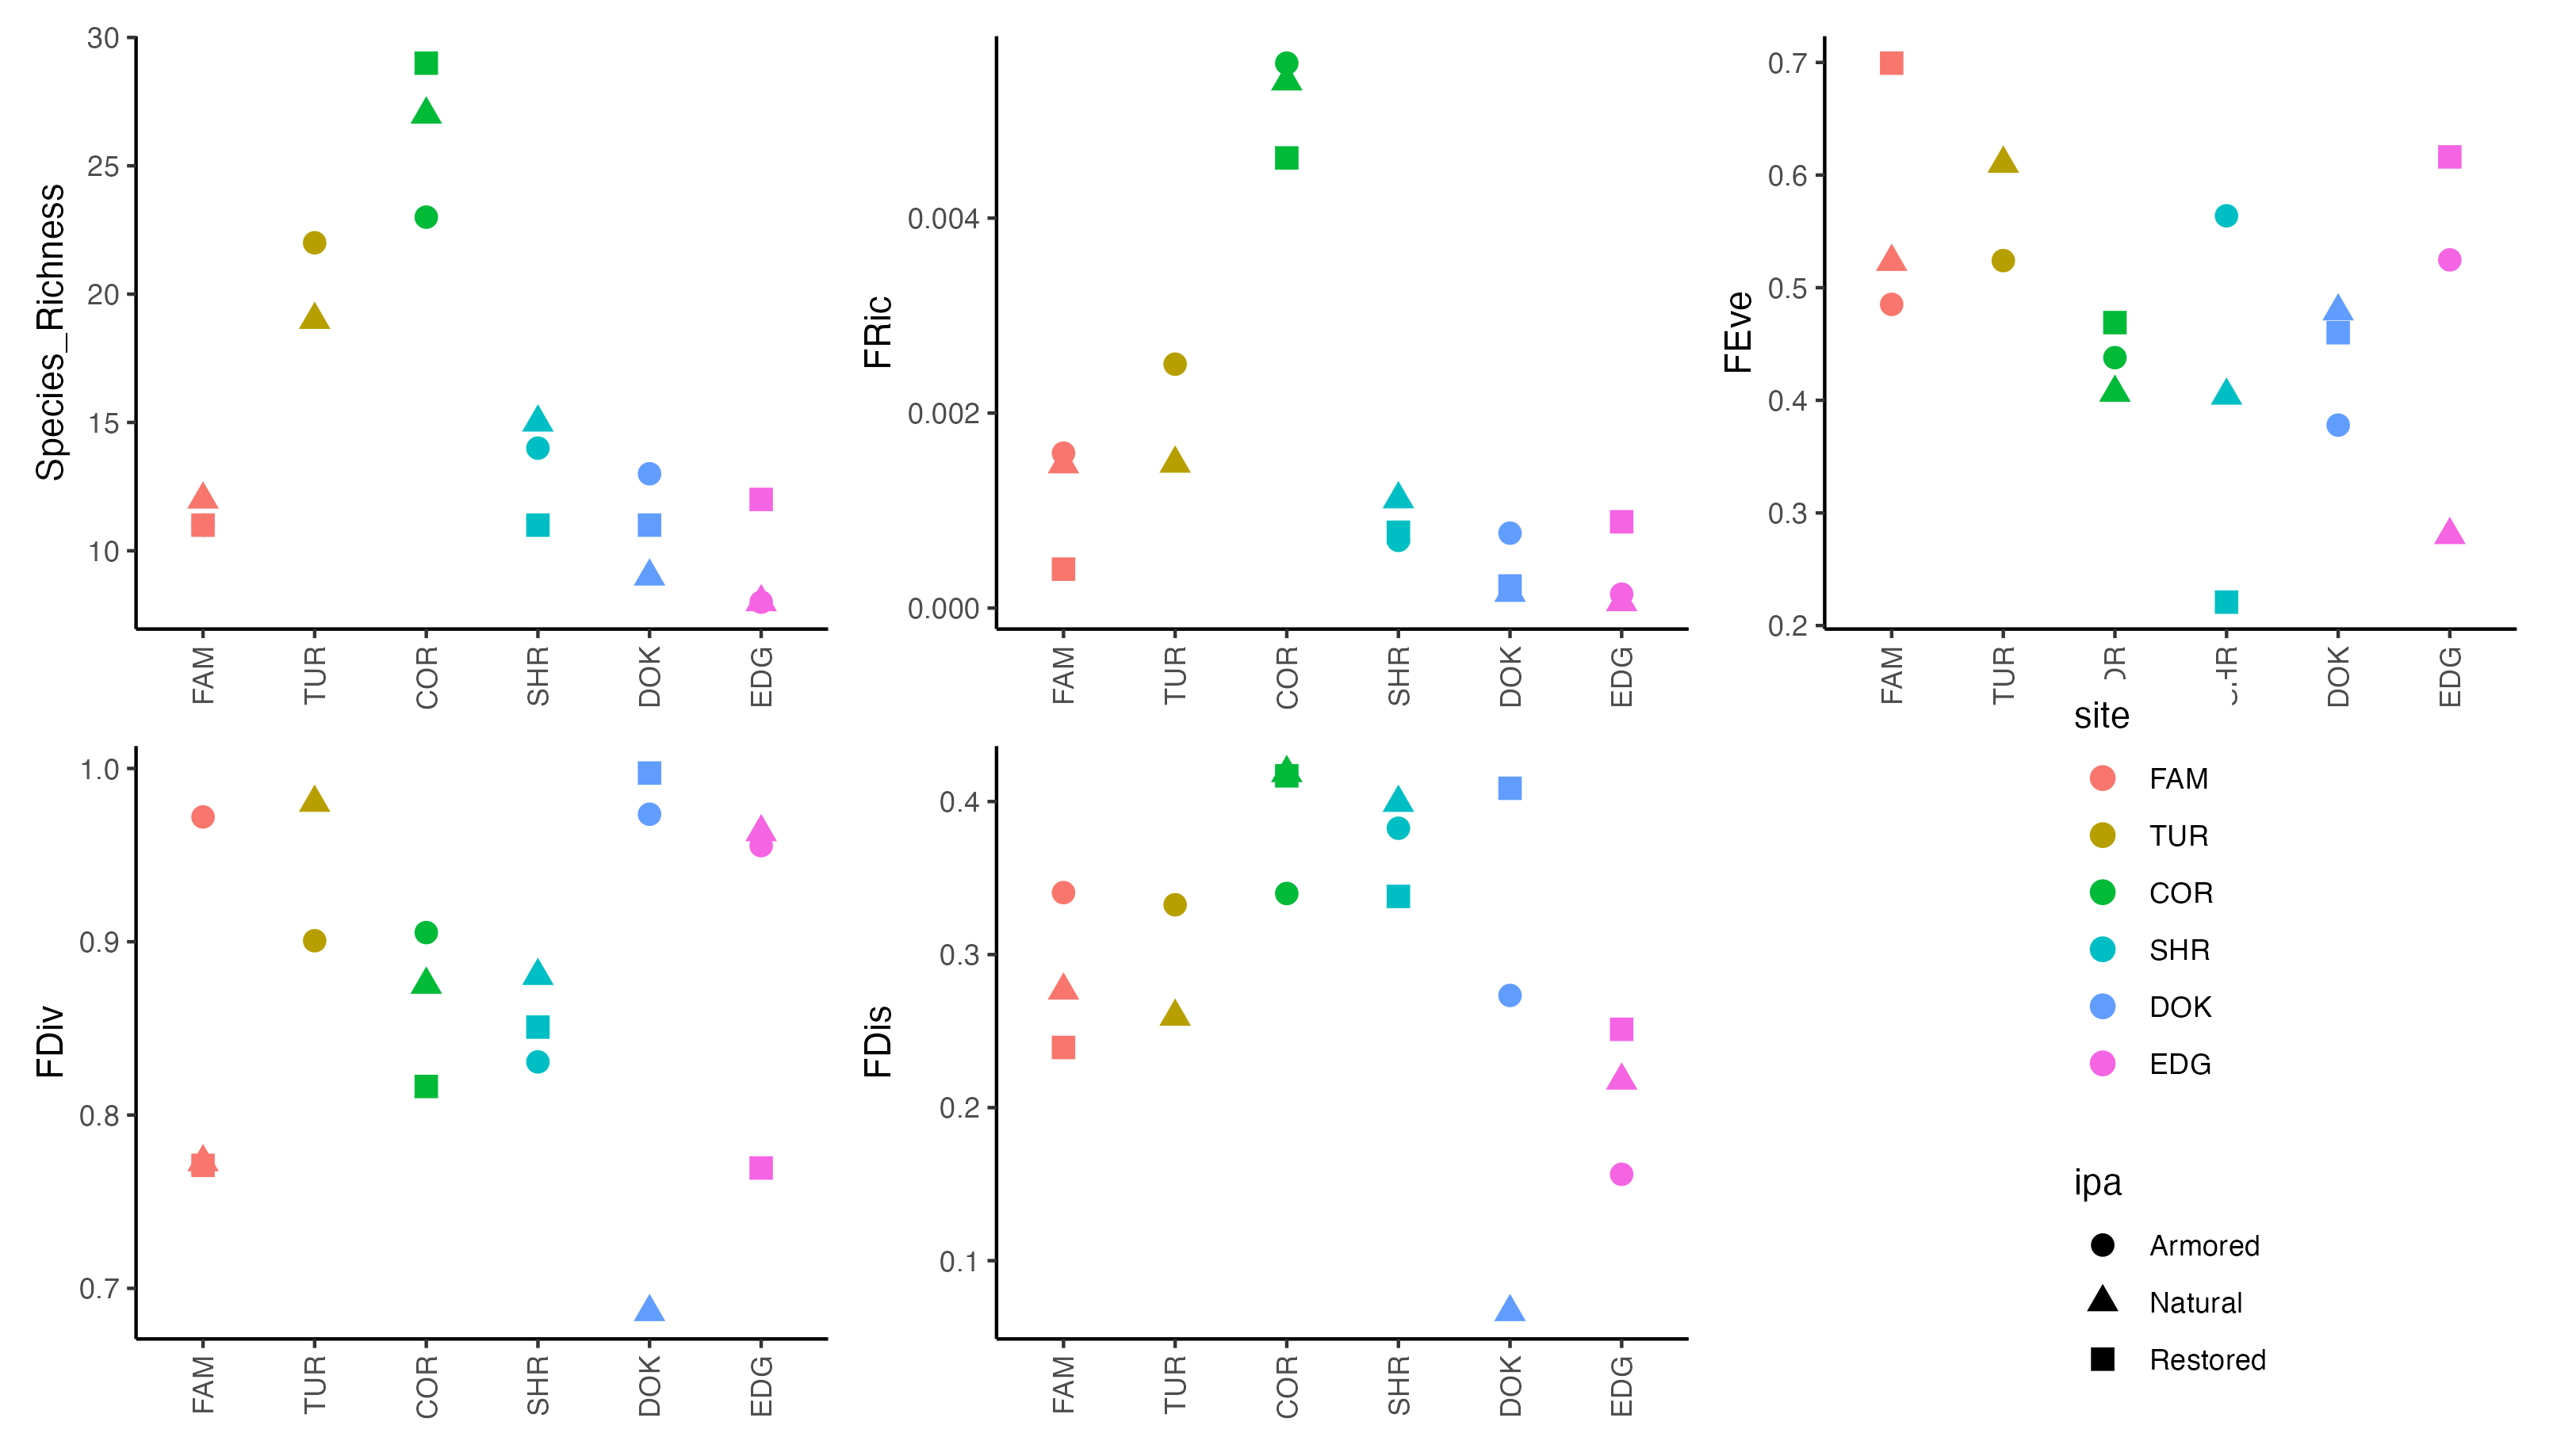 Species_Richness
30
25
20
15
10
FAM
TUR
COR
SHR
DOK
EDG
FRic
0.004
0.002
0.000
FAM
TUR
COR
SHR
DOK
EDG
FEve
0.7
0.6
0.5
0.4
0.3
0.2
FAM
TUR
DOK
EDG
FDiv
1.0
0.9
0.8
0.7
FAM
TUR
COR
SHR
DOK
EDG
FDis
0.4
0.3
0.2
0.1
FAM
TUR
COR
SHR
DOK
EDG
site
FAM
TUR
COR
SHR
DOK
EDG
ipa
Armored
Natural
Restored